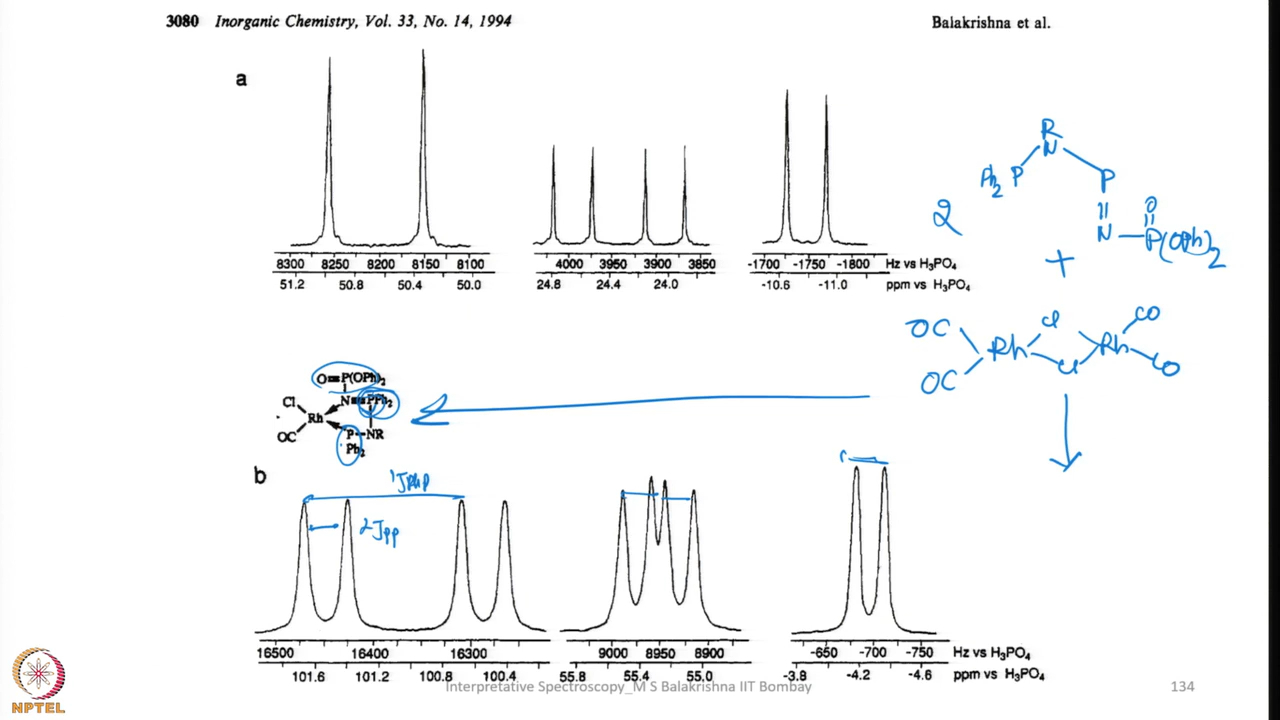 3080 Inorganic Chemistry, Vol. 33, No. 14, 1994
Balakrishna et al.
a
8300 8250 8200 8150 8100
4000 3950 3900 3850
-1700 -1750 -1800 Hz vs H₃PO₄
51.2 50.8 50.4 50.0
24.8 24.4 24.0
-10.6 -11.0 ppm vs H₃PO₄
R
N
Ph₂ P
P
2
N
O
P(OPh)₂
+
OC
OC
Rh
Cl
Cl
Rh
CO
CO
O=P(OPh)₂
Cl
N PPh₂
Rh
OC
P-NR
Ph₂
b
¹JRhP
2JPP
16500 16400 16300
9000 8950 8900
-650 -700 -750 Hz vs H₃PO₄
101.6 101.2 100.8 100.4
55.8 55.4 55.0
-3.8 -4.2 -4.6 ppm vs H₃PO₄
NPTEL
Interpretative Spectroscopy_M S Balakrishna IIT Bombay
134